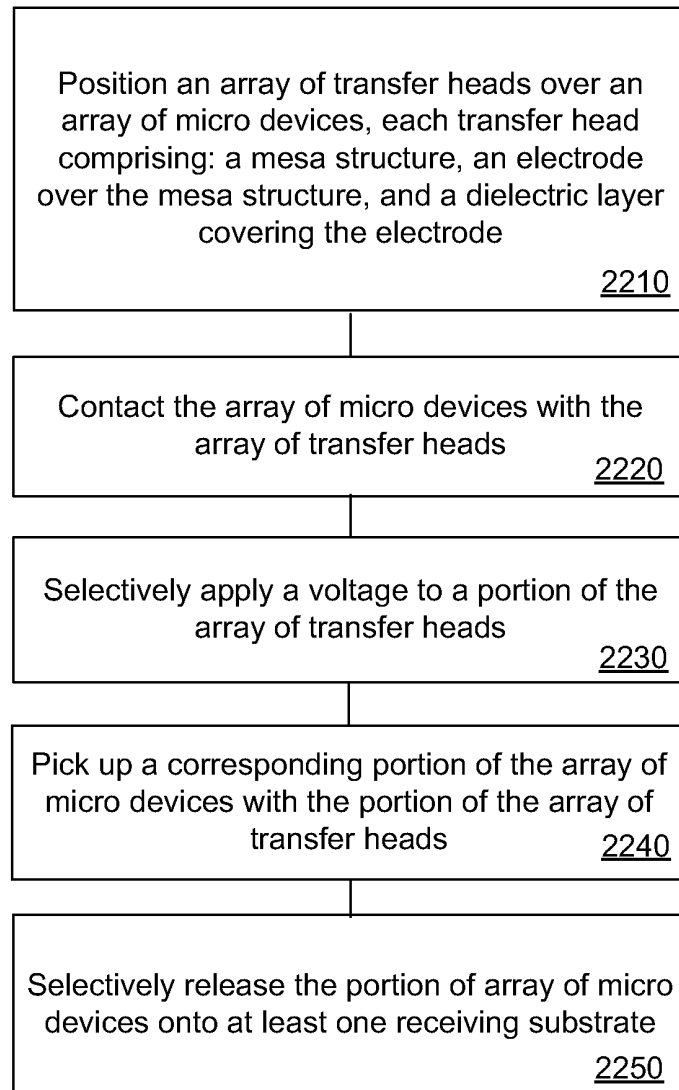 Position an array of transfer heads over an
array of micro devices, each transfer head
comprising: a mesa structure, an electrode
over the mesa structure, and a dielectric layer
covering the electrode
2210
Contact the array of micro devices with the
array of transfer heads
2220
Selectively apply a voltage to a portion of the
array of transfer heads
2230
Pick up a corresponding portion of the array of
micro devices with the portion of the array of
transfer heads
2240
Selectively release the portion of array of micro
devices onto at least one receiving substrate
2250